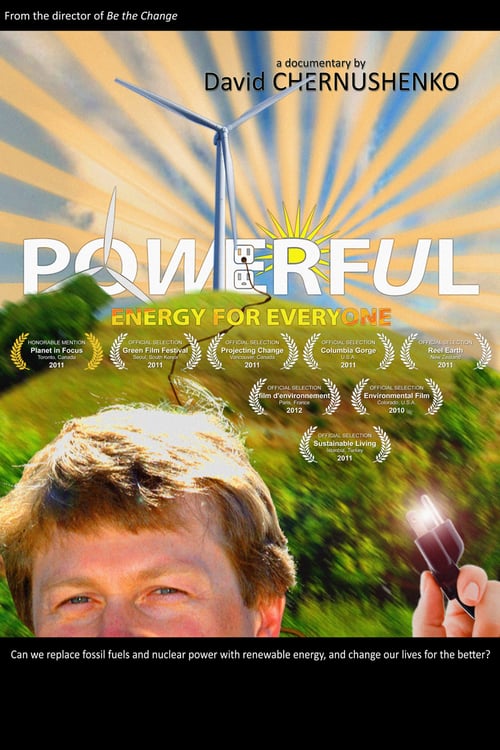 From the director of Be the Change
a documentary by
David CHERNUSHENKO
POWERFUL
ENERGY FOR EVERYONE
HONORABLE MENTION
Planet in Focus
Toronto, Canada
2011
OFFICIAL SELECTION
Green Film Festival
Seoul, South Korea
2011
OFFICIAL SELECTION
Projecting Change
Vancouver, Canada
2011
OFFICIAL SELECTION
Columbia Gorge
U.S.A.
2011
OFFICIAL SELECTION
Reel Earth
New Zealand
2011
OFFICIAL SELECTION
film d'environnement
Paris, France
2012
OFFICIAL SELECTION
Environmental Film
Colorado, U.S.A.
2010
OFFICIAL SELECTION
Sustainable Living
Istanbul, Turkey
2011
Can we replace fossil fuels and nuclear power with renewable energy, and change our lives for the better?